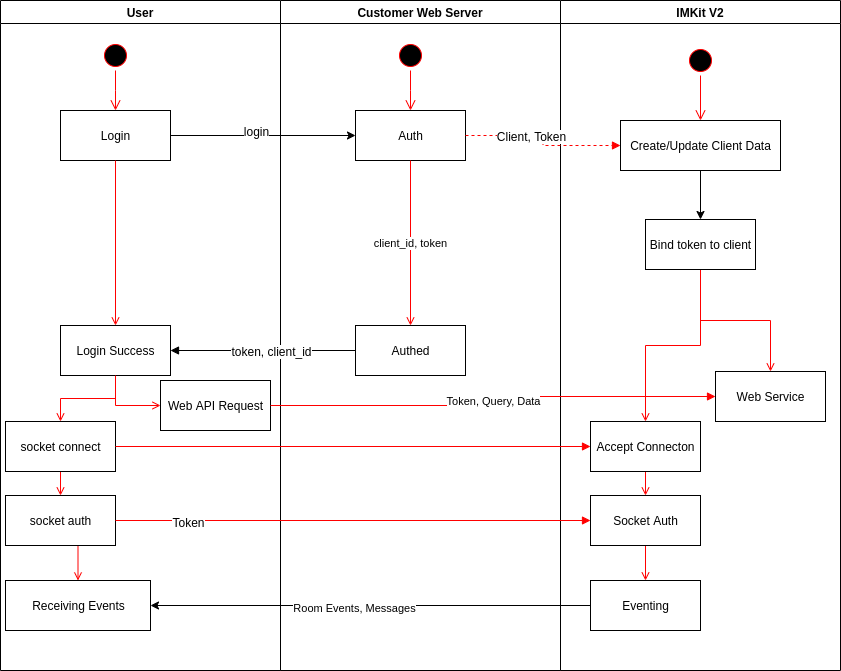 User
Customer Web Server
IMKit V2
Login
login
Auth
Client, Token
Create/Update Client Data
client_id, token
Bind token to client
Login Success
token, client_id
Authed
Web API Request
Token, Query, Data
Web Service
socket connect
Accept Connecton
socket auth
Token
Socket Auth
Receiving Events
Room Events, Messages
Eventing